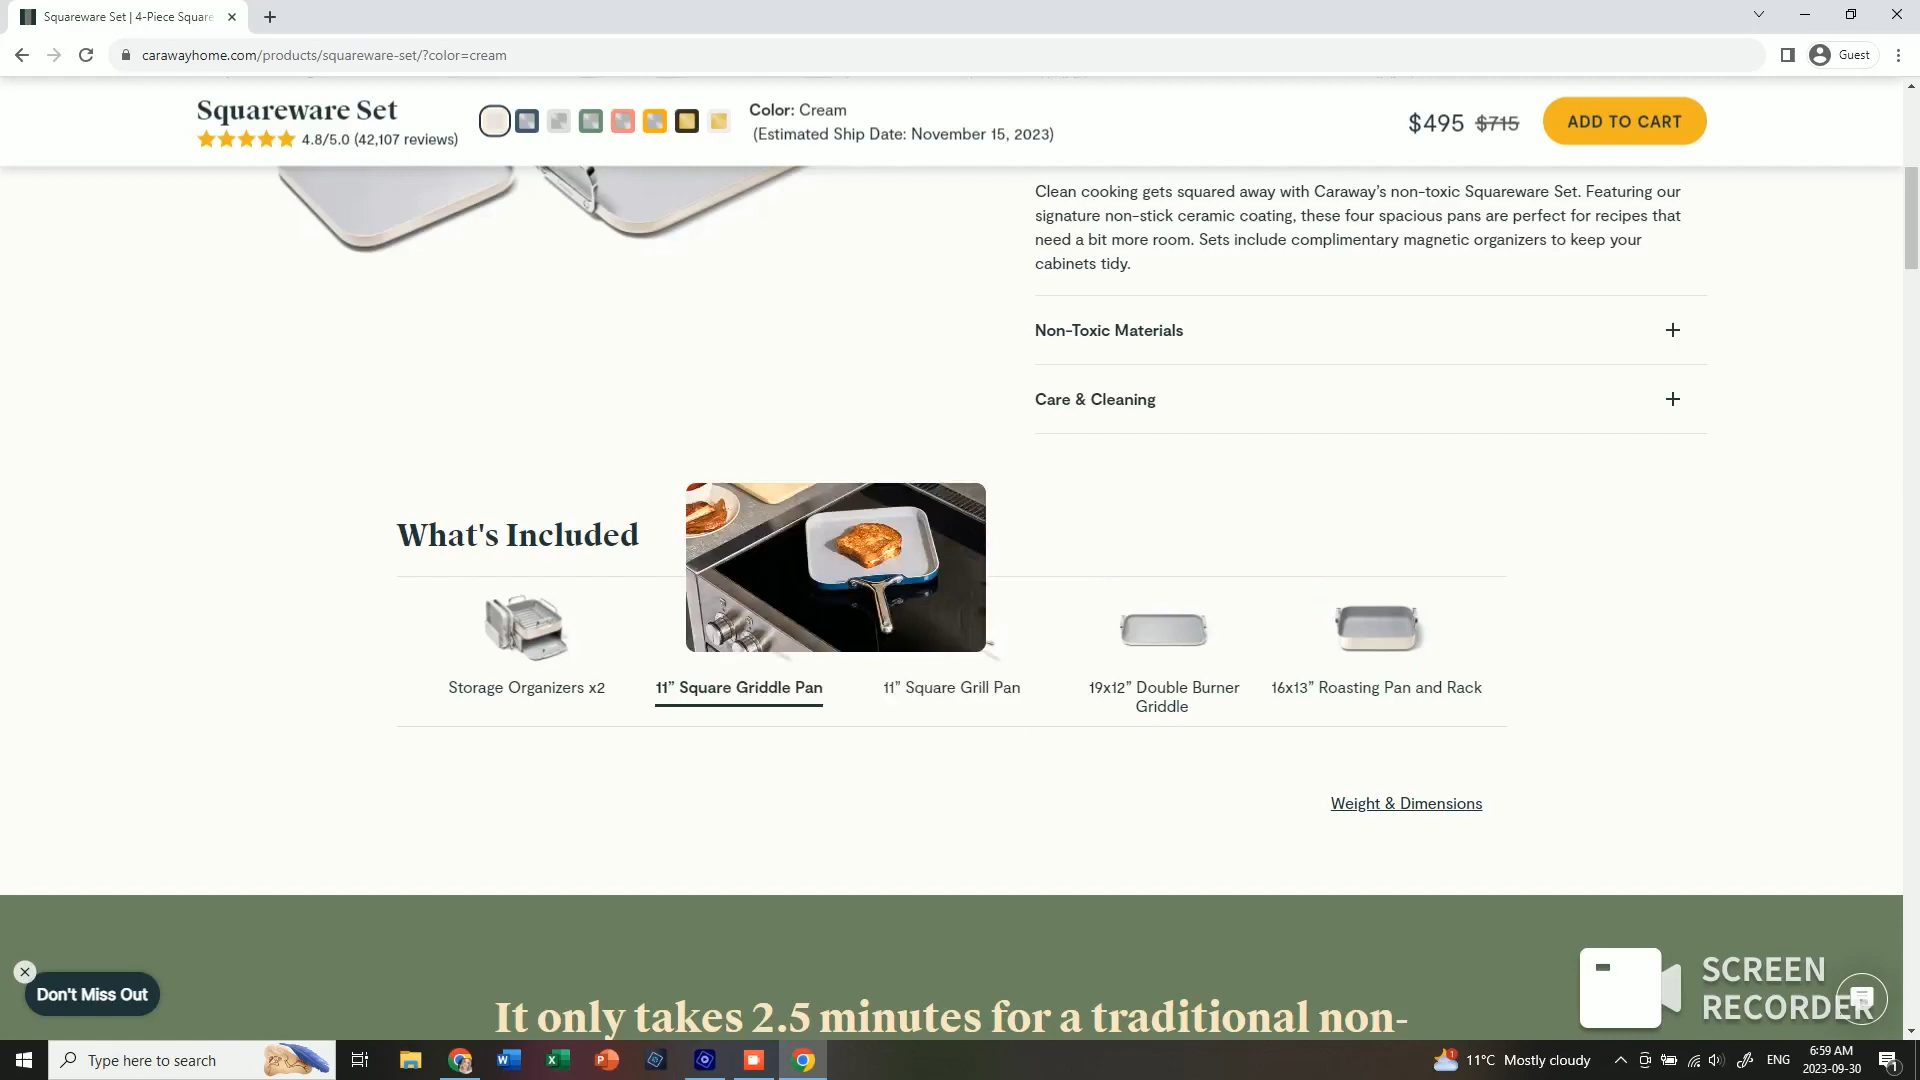 Squareware Set | 4-Piece Square
carawayhome.com/products/squareware-set/?color=cream
Guest
Squareware Set
4.8/5.0 (42,107 reviews)
Color: Cream
(Estimated Ship Date: November 15, 2023)
$495 $715
ADD TO CART
Clean cooking gets squared away with Caraway's non-toxic Squareware Set. Featuring our
signature non-stick ceramic coating, these four spacious pans are perfect for recipes that
need a bit more room. Sets include complimentary magnetic organizers to keep your
cabinets tidy.
Non-Toxic Materials
Care & Cleaning
What's Included
Storage Organizers x2
11” Square Griddle Pan
11” Square Grill Pan
19x12” Double Burner
Griddle
16x13” Roasting Pan and Rack
Weight & Dimensions
Don't Miss Out
It only takes 2.5 minutes for a traditional non-
SCREEN
RECORDER
Type here to search
11°C Mostly cloudy
ENG
6:59 AM
2023-09-30